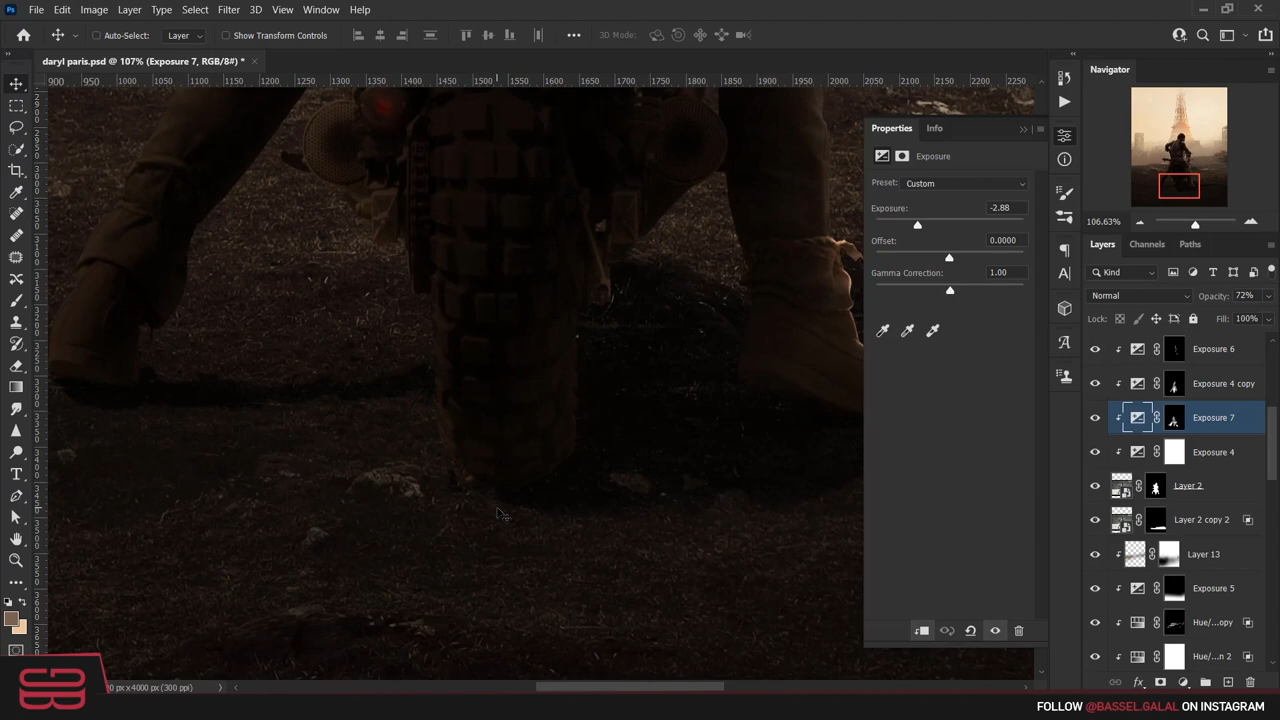 Ps File Edit Image Layer Type Select Filter 3D View Window Help
Auto-Select: Layer Show Transform Controls 3D Mode:
daryl paris.psd @ 107% (Exposure 7, RGB/8#) *
900 950 1000 1050 1100 1150 1200 1250 1300 1350 1400 1450 1500 1550 1600 1650 1700 1750 1800 1850 1900 1950 2000 2050 2100 2150 2200 2250
Navigator
106.63%
Properties Info
Exposure
Preset: Custom
Exposure: -2.88
Offset: 0.0000
Gamma Correction: 1.00
Layers Channels Paths
Kind
Normal Opacity: 72%
Lock: Fill: 100%
Exposure 6
Exposure 4 copy
Exposure 7
Exposure 4
Layer 2
Layer 2 copy 2
Layer 13
Exposure 5
Hue/...opy
Hue/...n 2
0 px x 4000 px (300 ppi)
FOLLOW @BASSEL.GALAL ON INSTAGRAM